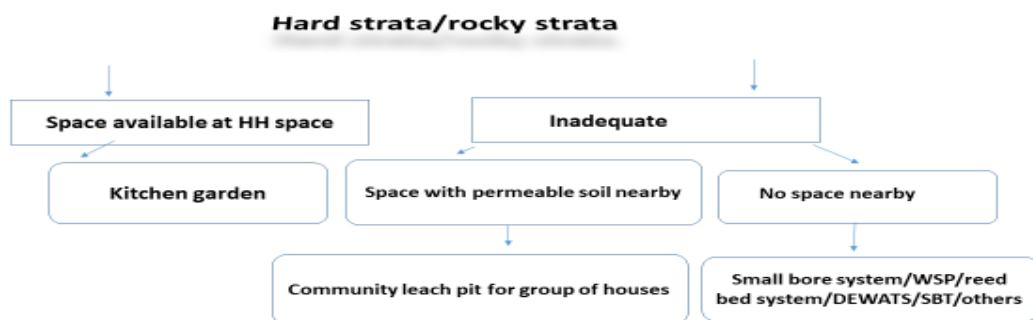 Hard strata/rocky strata
Space available at HH space
Inadequate
Kitchen garden
Space with permeable soil nearby
No space nearby
Community leach pit for group of houses
Small bore system/WSP/reed
bed system/DEWATS/SBT/others